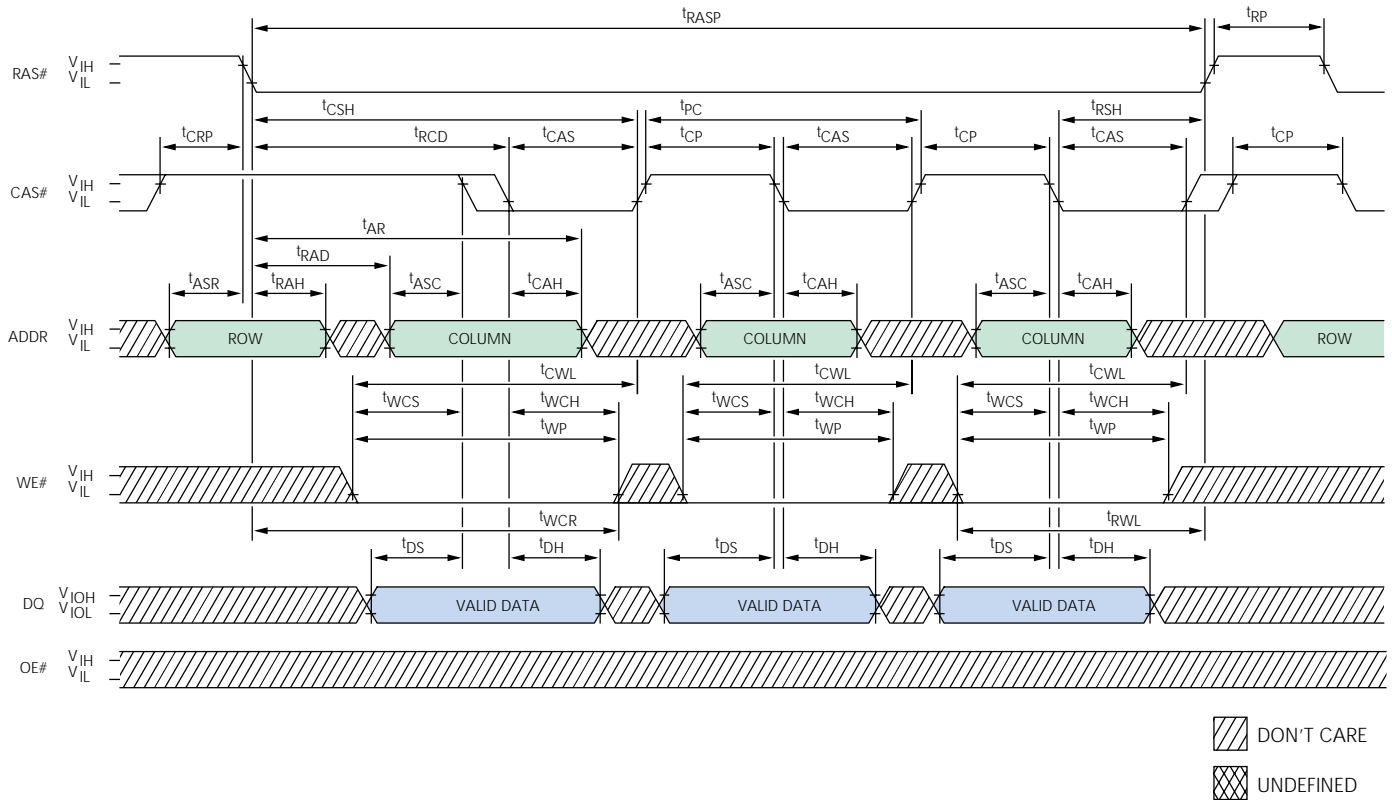 tRASP tRP
RAS# VIH
VIL
tCSH tPC tRSH
tCRP tRCD tCAS tCP tCAS tCP tCAS tCP
CAS# VIH
VIL
tAR
tRAD
tASR tRAH tASC tCAH tASC tCAH tASC tCAH
ADDR VIH
VIL
ROW COLUMN COLUMN COLUMN ROW
tCWL tCWL tCWL
tWCS tWCH tWCS tWCH tWCS tWCH
tWP tWP tWP
WE# VIH
VIL
tWCR tRWL
tDS tDH tDS tDH tDS tDH
DQ VIOH
VIOL
VALID DATA VALID DATA VALID DATA
OE# VIH
VIL
DON'T CARE
UNDEFINED